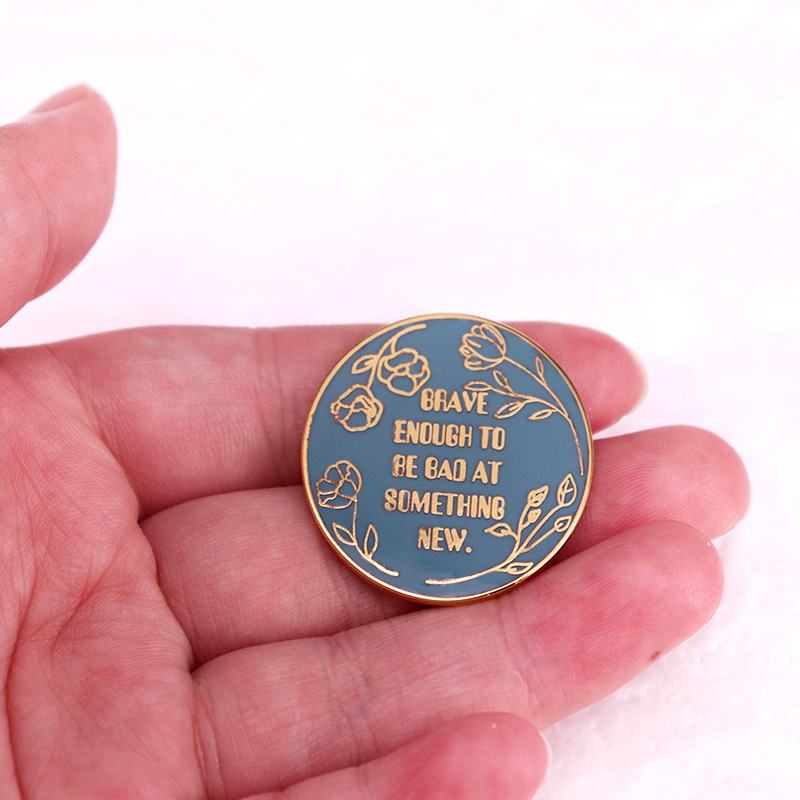 BRAVE
ENOUGH TO
BE BAD AT
SOMETHING
NEW.